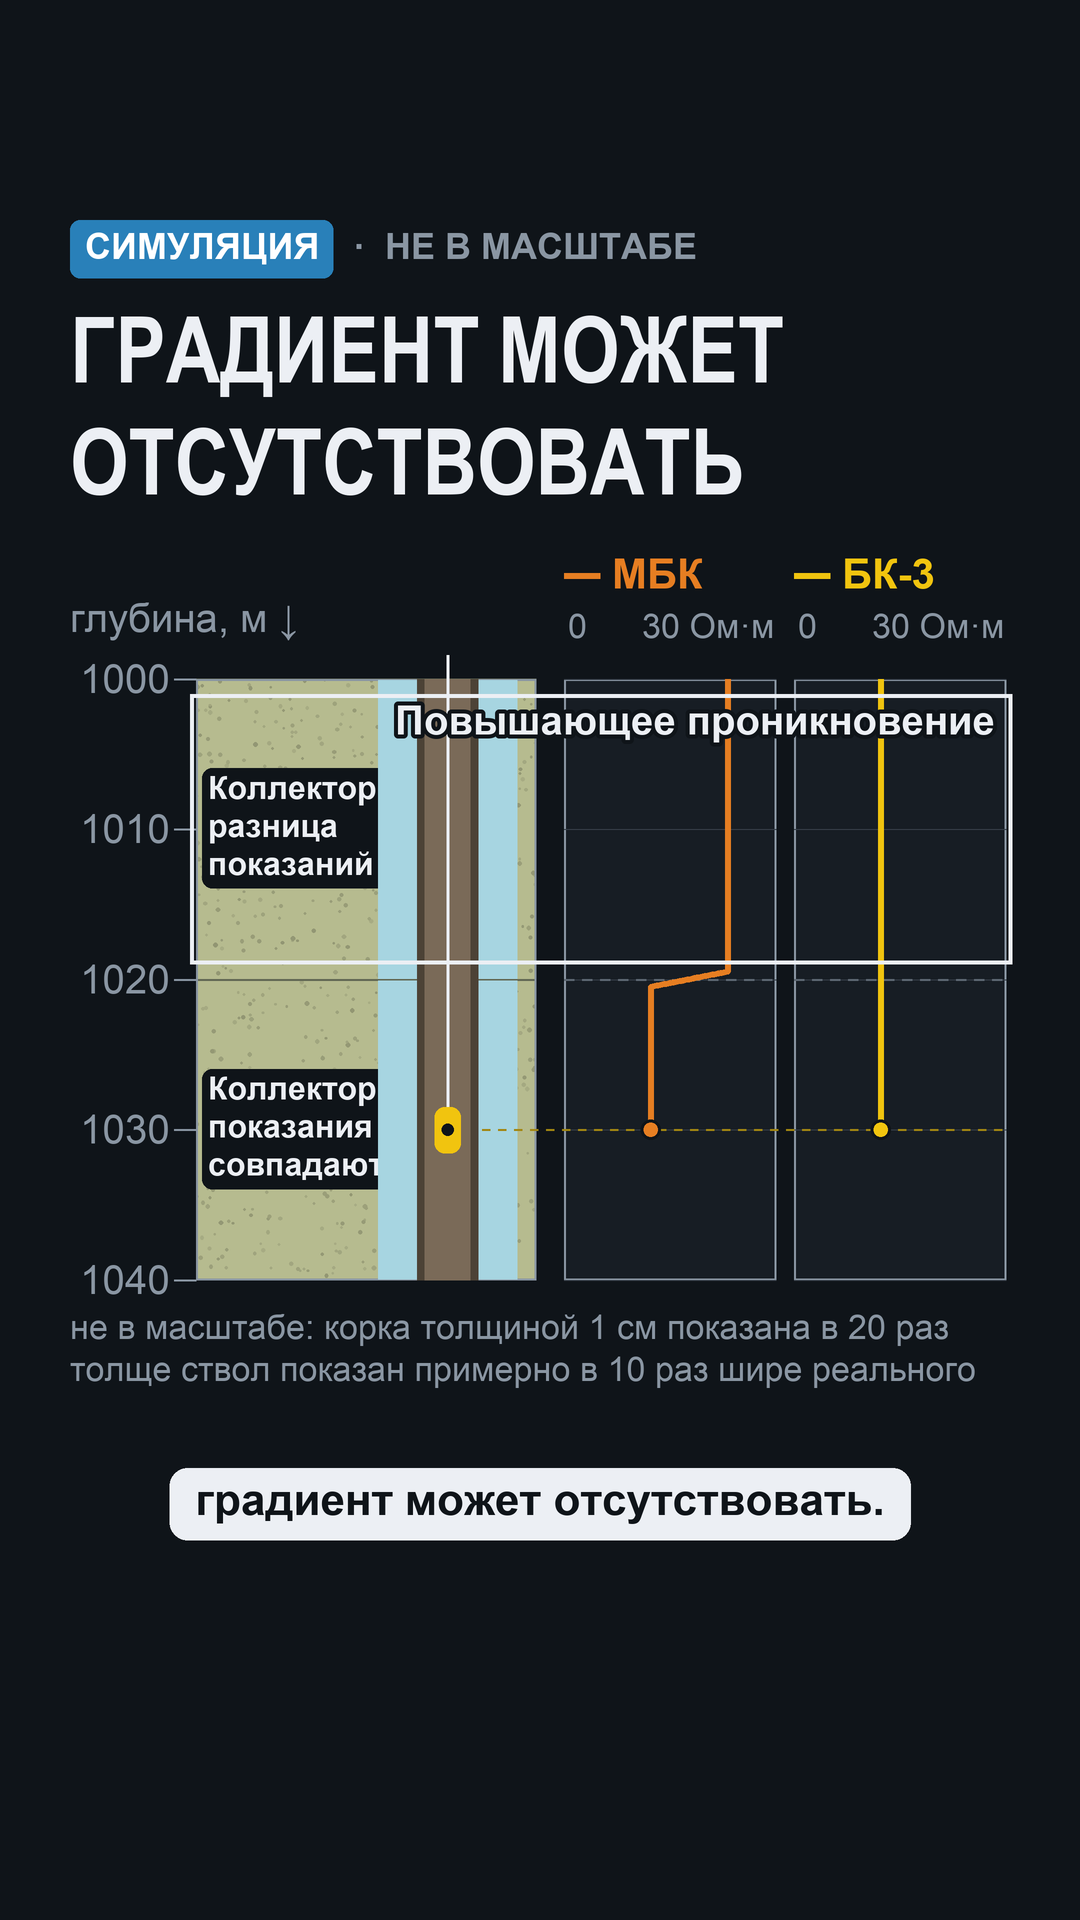 СИМУЛЯЦИЯ · НЕ В МАСШТАБЕ
ГРАДИЕНТ МОЖЕТ
ОТСУТСТВОВАТЬ
МБК БК-3
глубина, м ↓
0 30 Ом·м 0 30 Ом·м
1000
Повышающее проникновение
Коллектор
1010
разница
показаний
1020
Коллектор
1030
показания
совпадают
1040
не в масштабе: корка толщиной 1 см показана в 20 раз
толще ствол показан примерно в 10 раз шире реального
градиент может отсутствовать.